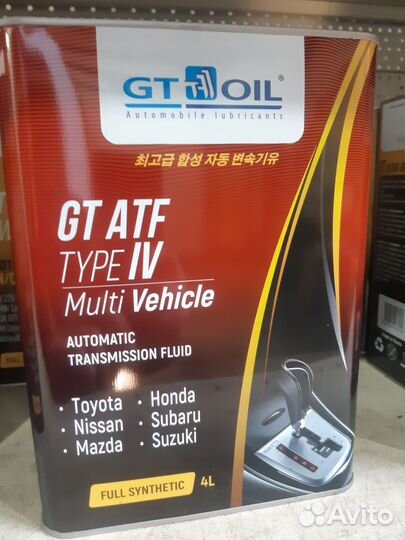 GT OIL®
Automobile lubricants
최고급 합성 자동 변속기유
GT ATF
TYPE IV
Multi Vehicle
AUTOMATIC
TRANSMISSION FLUID
• Toyota • Honda
• Nissan • Subaru
• Mazda • Suzuki
FULL SYNTHETIC 4L
Avito